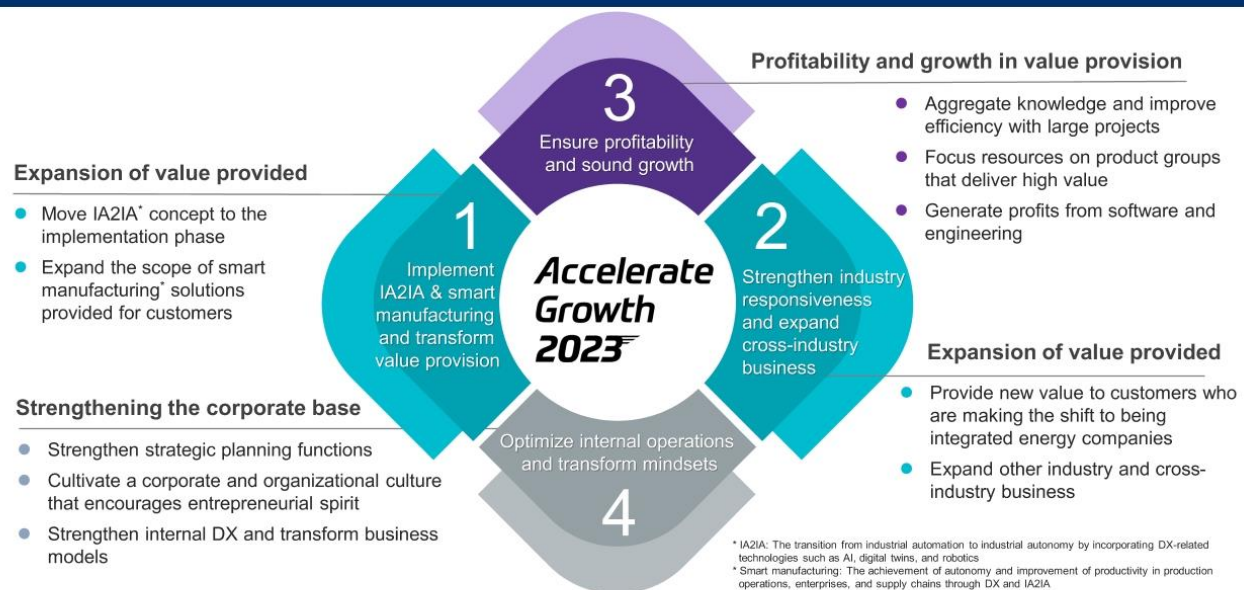 Expansion of value provided
Move IA2IA* concept to the
implementation phase
Expand the scope of smart
manufacturing* solutions
provided for customers
1
Implement
IA2IA & smart
manufacturing
and transform
value provision
Strengthening the corporate base
Strengthen strategic planning functions
Cultivate a corporate and organizational culture
that encourages entrepreneurial spirit
Strengthen internal DX and transform business
models
3
Ensure profitability
and sound growth
Accelerate
Growth
2023
Optimize internal operations
and transform mindsets
4
2
Strengthen industry
responsiveness
and expand
cross-industry
business
Profitability and growth in value provision
Aggregate knowledge and improve
efficiency with large projects
Focus resources on product groups
that deliver high value
Generate profits from software and
engineering
Expansion of value provided
Provide new value to customers who
are making the shift to being
integrated energy companies
Expand other industry and cross-
industry business
* IA2IA: The transition from industrial automation to industrial autonomy by incorporating DX-related
technologies such as AI, digital twins, and robotics
* Smart manufacturing: The achievement of autonomy and improvement of productivity in production
operations, enterprises, and supply chains through DX and IA2IA